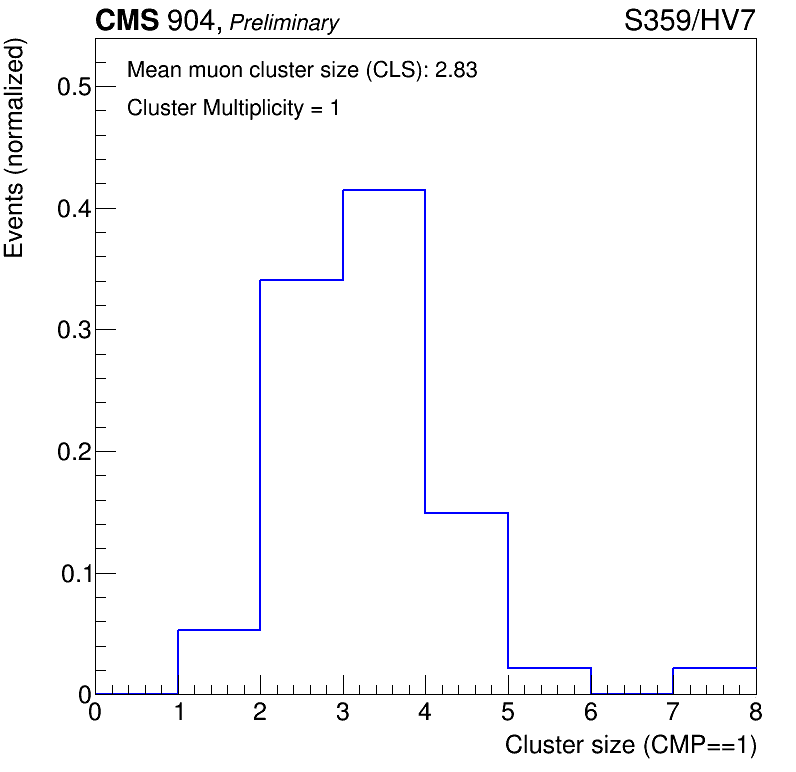 CMS 904, Preliminary S359/HV7
Mean muon cluster size (CLS): 2.83
Cluster Multiplicity = 1
Events (normalized)
0.5
0.4
0.3
0.2
0.1
0
0 1 2 3 4 5 6 7 8
Cluster size (CMP==1)